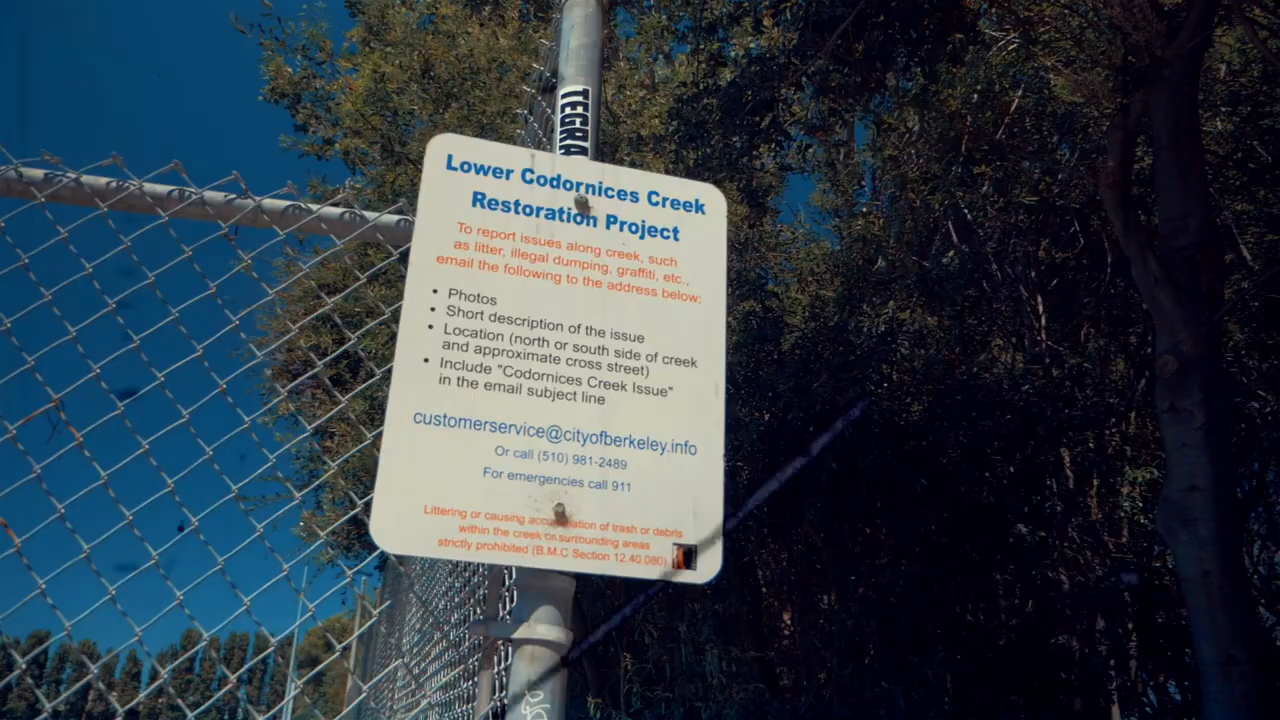 TEGRA
Lower Codornices Creek
Restoration Project
To report issues along creek, such
as litter, illegal dumping, graffiti, etc.,
email the following to the address below:
• Photos
• Short description of the issue
• Location (north or south side of creek
and approximate cross street)
• Include "Codornices Creek Issue"
in the email subject line
customerservice@cityofberkeley.info
Or call (510) 981-2489
For emergencies call 911
Littering or causing accumulation of trash or debris
within the creek or surrounding areas
strictly prohibited (B.M.C Section 12.40.080)